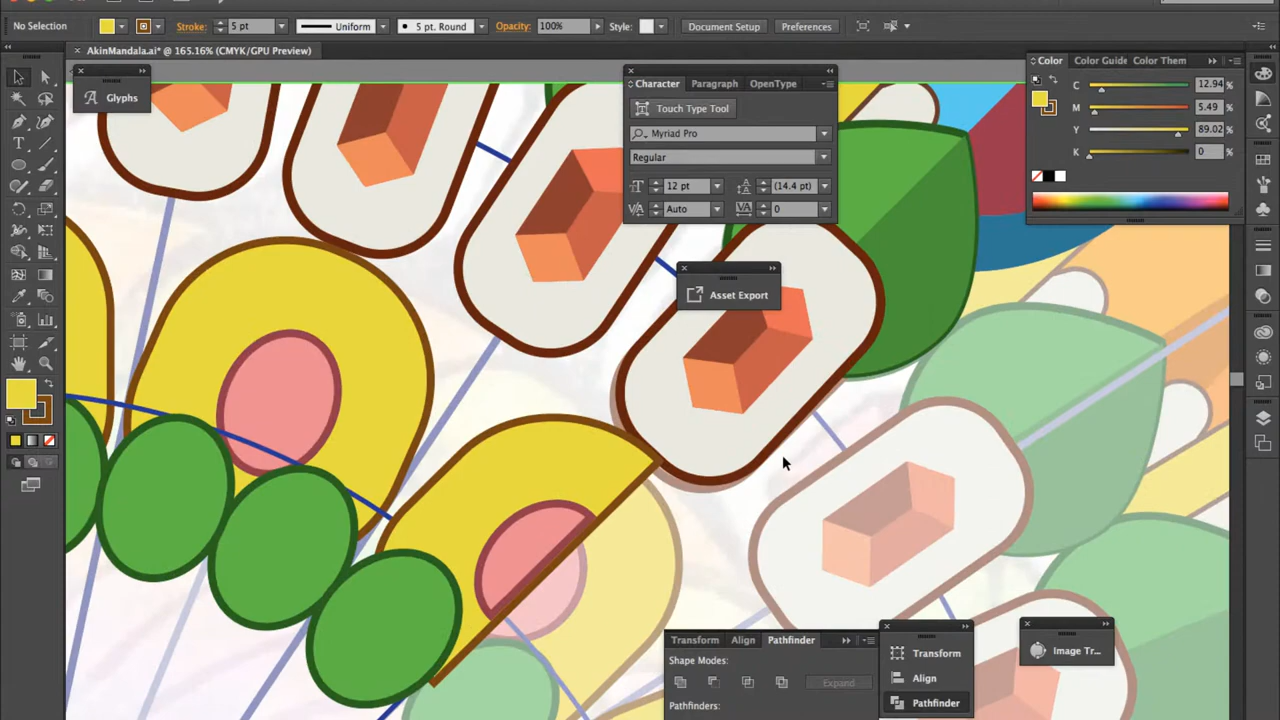 No Selection
Stroke: 5 pt Uniform 5 pt. Round Opacity: 100% Style: Document Setup Preferences
AkinMandala.ai* @ 165.16% (CMYK/GPU Preview)
Glyphs
Character Paragraph OpenType
Touch Type Tool
Myriad Pro
Regular
12 pt (14.4 pt)
Auto 0
Color Color Guide Color Them
C 12.94 %
M 5.49 %
Y 89.02 %
K 0 %
Asset Export
Transform Align Pathfinder
Shape Modes:
Expand
Pathfinders:
Transform
Align
Pathfinder
Image Tr...